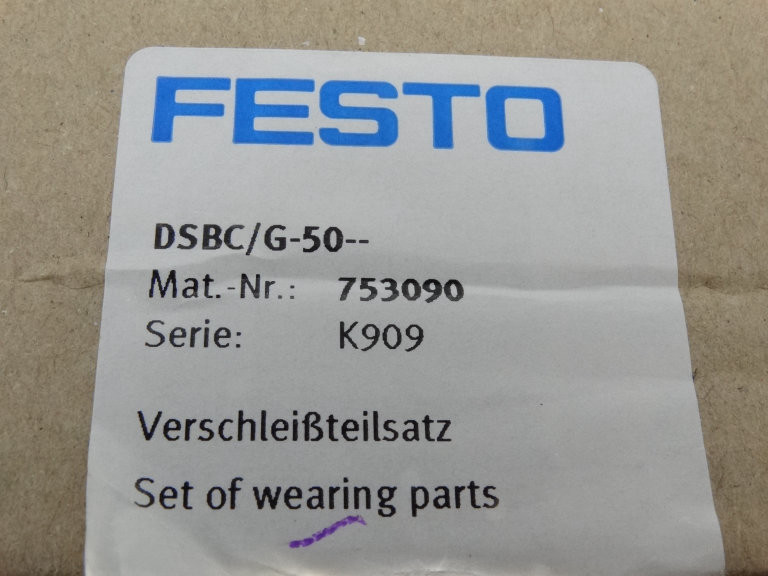 FESTO
DSBC/G-50--
Mat.-Nr.: 753090
Serie: K909
Verschleißteilsatz
Set of wearing parts